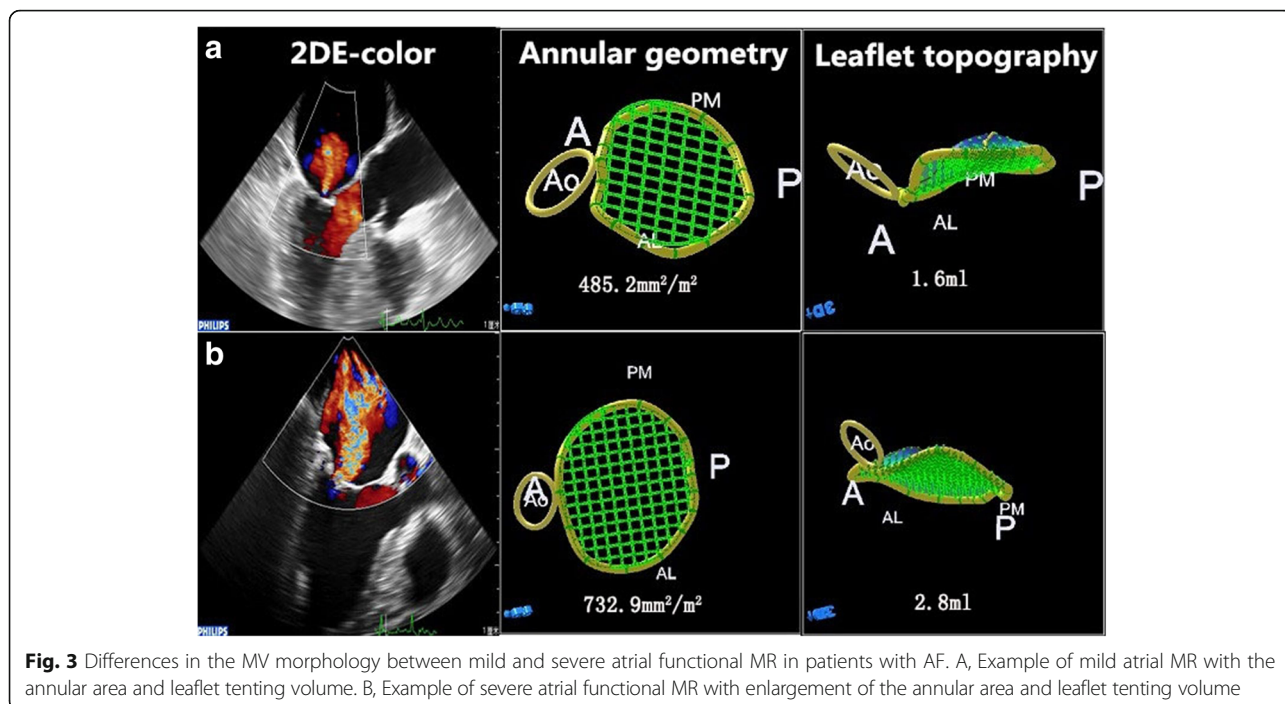 a
2DE-color
Annular geometry
Leaflet topography
PM
A
Ao
P
AL
485.2mm²/m²
Ao
PM
P
A
AL
1.6ml
3D+
PHILIPS
b
PM
P
A
Ao
AL
732.9mm²/m²
Ao
A
AL
PM
P
2.8ml
PHILIPS
Fig. 3 Differences in the MV morphology between mild and severe atrial functional MR in patients with AF. A, Example of mild atrial MR with the
annular area and leaflet tenting volume. B, Example of severe atrial functional MR with enlargement of the annular area and leaflet tenting volume